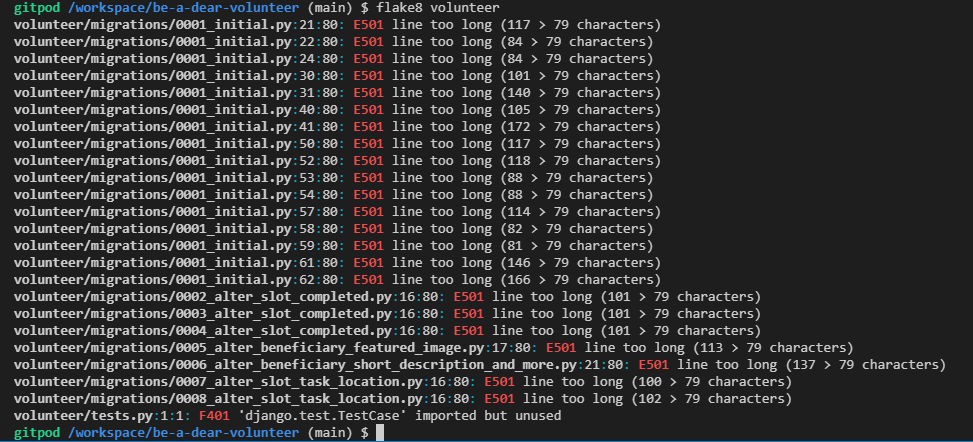 gitpod /workspace/be-a-dear-volunteer (main) $ flake8 volunteer
volunteer/migrations/0001_initial.py:21:80: E501 line too long (117 > 79 characters)
volunteer/migrations/0001_initial.py:22:80: E501 line too long (84 > 79 characters)
volunteer/migrations/0001_initial.py:24:80: E501 line too long (84 > 79 characters)
volunteer/migrations/0001_initial.py:30:80: E501 line too long (101 > 79 characters)
volunteer/migrations/0001_initial.py:31:80: E501 line too long (140 > 79 characters)
volunteer/migrations/0001_initial.py:40:80: E501 line too long (105 > 79 characters)
volunteer/migrations/0001_initial.py:41:80: E501 line too long (172 > 79 characters)
volunteer/migrations/0001_initial.py:50:80: E501 line too long (117 > 79 characters)
volunteer/migrations/0001_initial.py:52:80: E501 line too long (118 > 79 characters)
volunteer/migrations/0001_initial.py:53:80: E501 line too long (88 > 79 characters)
volunteer/migrations/0001_initial.py:54:80: E501 line too long (88 > 79 characters)
volunteer/migrations/0001_initial.py:57:80: E501 line too long (114 > 79 characters)
volunteer/migrations/0001_initial.py:58:80: E501 line too long (82 > 79 characters)
volunteer/migrations/0001_initial.py:59:80: E501 line too long (81 > 79 characters)
volunteer/migrations/0001_initial.py:61:80: E501 line too long (146 > 79 characters)
volunteer/migrations/0001_initial.py:62:80: E501 line too long (166 > 79 characters)
volunteer/migrations/0002_alter_slot_completed.py:16:80: E501 line too long (101 > 79 characters)
volunteer/migrations/0003_alter_slot_completed.py:16:80: E501 line too long (101 > 79 characters)
volunteer/migrations/0004_alter_slot_completed.py:16:80: E501 line too long (101 > 79 characters)
volunteer/migrations/0005_alter_beneficiary_featured_image.py:17:80: E501 line too long (113 > 79 characters)
volunteer/migrations/0006_alter_beneficiary_short_description_and_more.py:21:80: E501 line too long (137 > 79 characters)
volunteer/migrations/0007_alter_slot_task_location.py:16:80: E501 line too long (100 > 79 characters)
volunteer/migrations/0008_alter_slot_task_location.py:16:80: E501 line too long (102 > 79 characters)
volunteer/tests.py:1:1: F401 'django.test.TestCase' imported but unused
gitpod /workspace/be-a-dear-volunteer (main) $